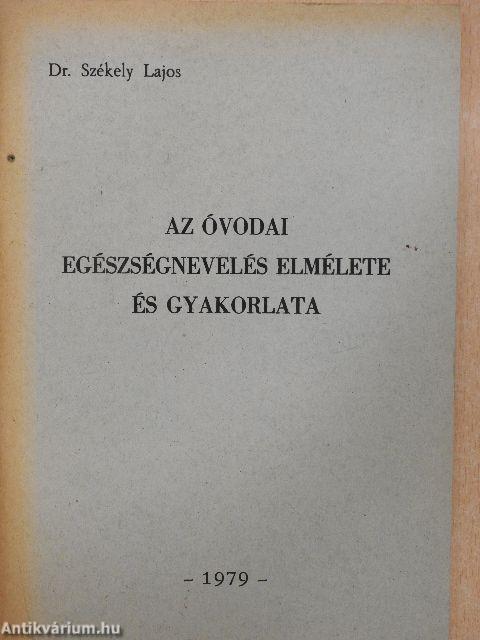 Dr. Székely Lajos
AZ ÓVODAI
EGÉSZSÉGNEVELÉS ELMÉLETE
ÉS GYAKORLATA
- 1979 -
Antikvárium.hu